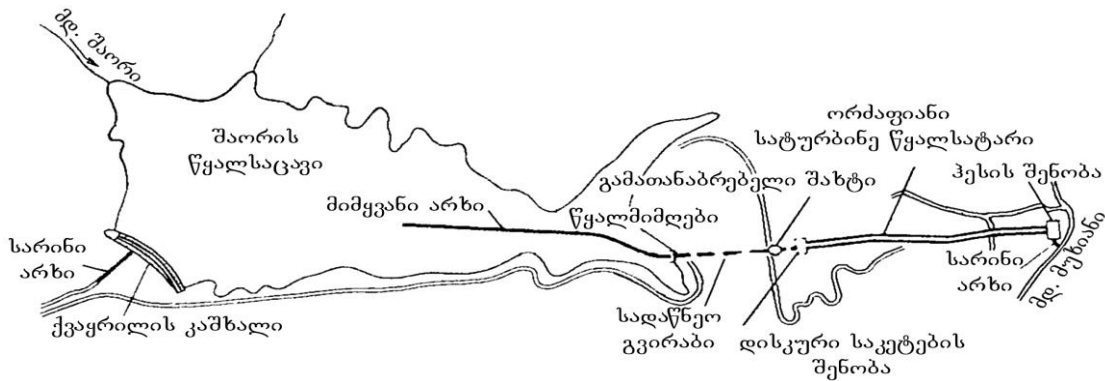 მდ. შაორი
შაორის
წყალსაცავი
ორძაფიანი
სატურბინე წყალსატარი
გამათანაბრებელი შახტი
ჰესის შენობა
მიმყვანი არხი
წყალმიმღები
სარინი
არხი
ქვაყრილის კაშხალი
სადაწნეო
გვირაბი
დისკური საკეტების
შენობა
სარინი
არხი
მდ. მუხიანი